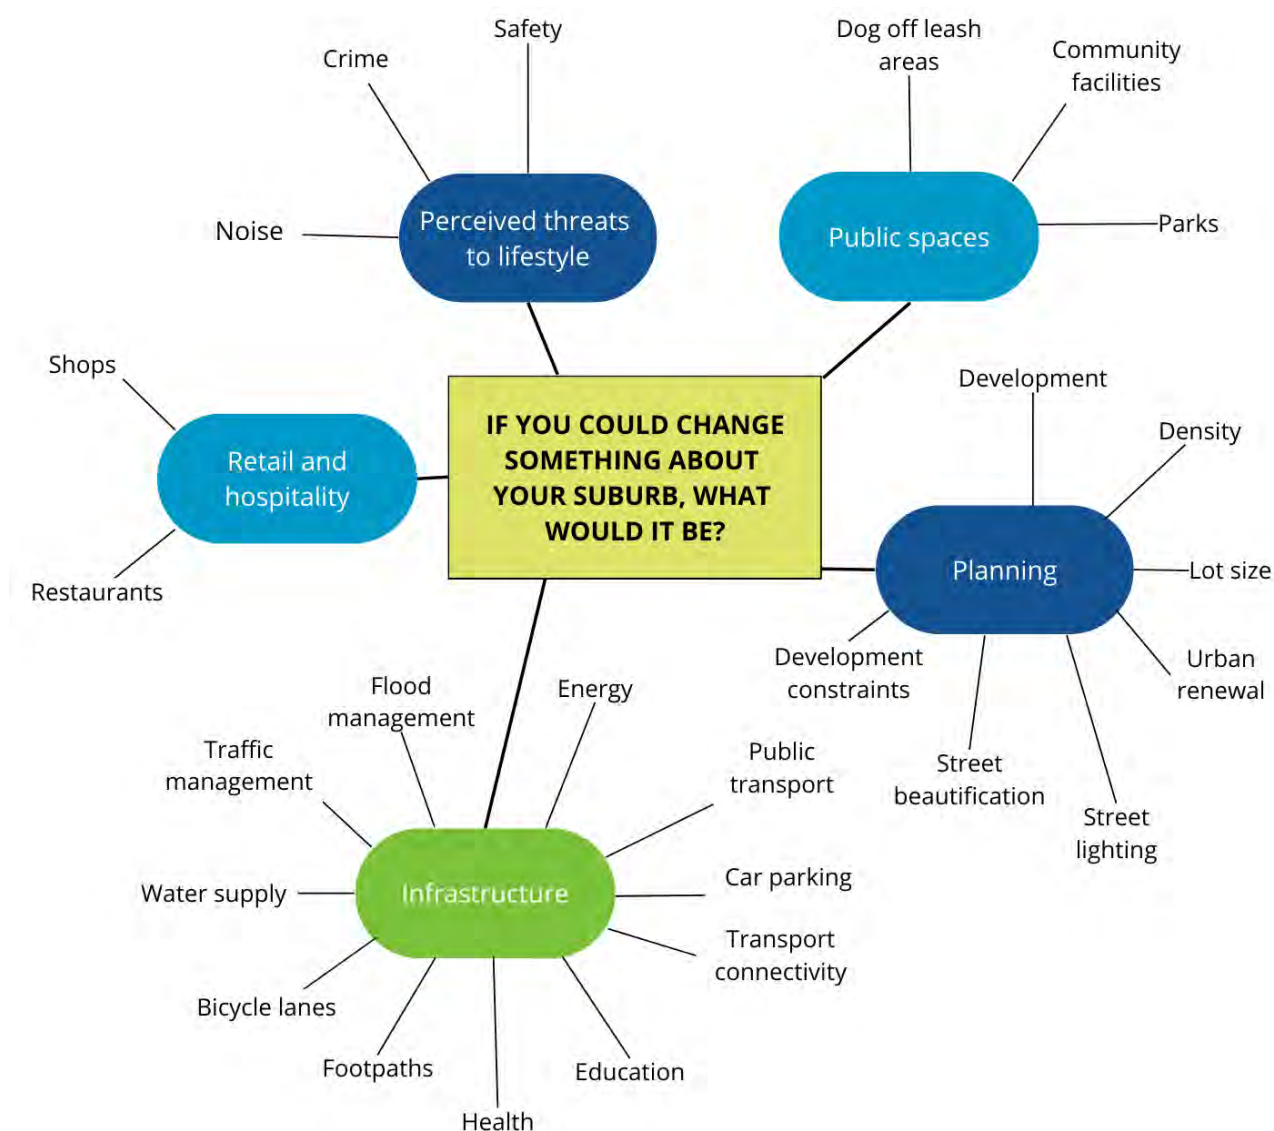 Safety
Crime
Noise
Perceived threats
to lifestyle
Dog off leash
areas
Community
facilities
Parks
Public spaces
Shops
Retail and
hospitality
Restaurants
IF YOU COULD CHANGE
SOMETHING ABOUT
YOUR SUBURB, WHAT
WOULD IT BE?
Development
Density
Lot size
Planning
Urban
renewal
Development
constraints
Street
beautification
Street
lighting
Flood
management
Energy
Traffic
management
Public
transport
Water supply
Infrastructure
Car parking
Transport
connectivity
Bicycle lanes
Footpaths
Health
Education